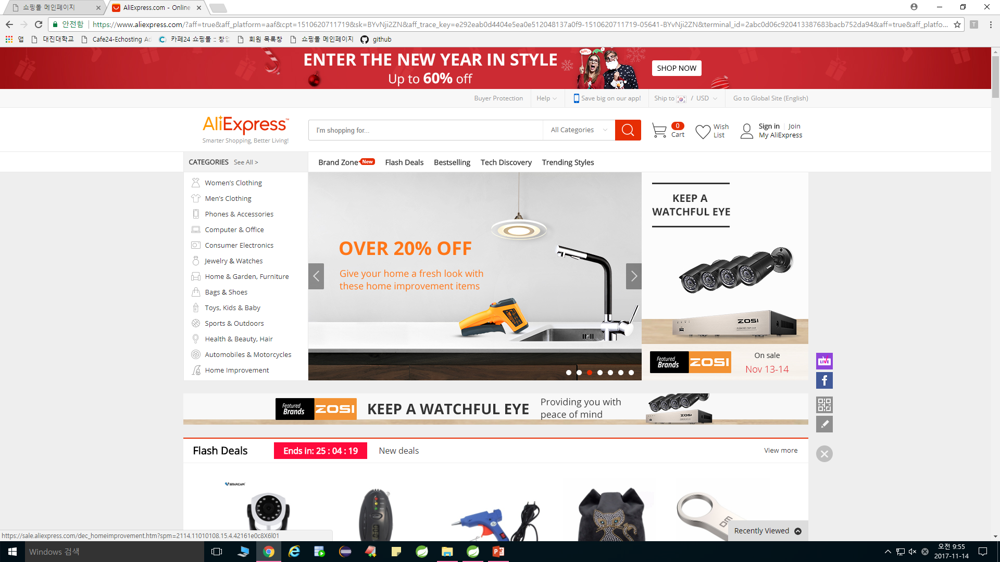 쇼핑몰 메인페이지
AliExpress.com - Online
안전함
https://www.aliexpress.com/?aff=true&aff_platform=aaf&cpt=1510620711719&sk=BYvNji2ZN&aff_trace_key=e292eab0d4404e5ea0e512048137a0f9-1510620711719-05641-BYvNji2ZN&terminal_id=2abc0d06c920413387683bacb752da94&aff=true&aff_platfo...
앱
대진대학교
Cafe24-Echosting Ad
카페24 쇼핑몰 :: 창업
회원 목록창
쇼핑몰 메인페이지
github
ENTER THE NEW YEAR IN STYLE
Up to 60% off
SHOP NOW
Buyer Protection
Help
Save big on our app!
Ship to / USD
Go to Global Site (English)
AliExpress™
Smarter Shopping, Better Living!
I'm shopping for...
All Categories
0
Cart
Wish
List
Sign in | Join
My AliExpress
CATEGORIES See All >
Brand Zone New
Flash Deals
Bestselling
Tech Discovery
Trending Styles
Women's Clothing
Men's Clothing
Phones & Accessories
Computer & Office
Consumer Electronics
Jewelry & Watches
Home & Garden, Furniture
Bags & Shoes
Toys, Kids & Baby
Sports & Outdoors
Health & Beauty, Hair
Automobiles & Motorcycles
Home Improvement
OVER 20% OFF
Give your home a fresh look with
these home improvement items
KEEP A
WATCHFUL EYE
ZOSI
Featured
Brands
ZOSI
On sale
Nov 13-14
LIVE
Featured
Brands
ZOSI
KEEP A WATCHFUL EYE
Providing you with
peace of mind
ZOSI
Flash Deals
Ends in: 25 : 04 : 19
New deals
View more
VSTARCAM
Recently Viewed
https://sale.aliexpress.com/dec_homeimprovement.htm?spm=2114.11010108.15.4.42161e0c8X6l01
Windows 검색
오전 9:55
2017-11-14